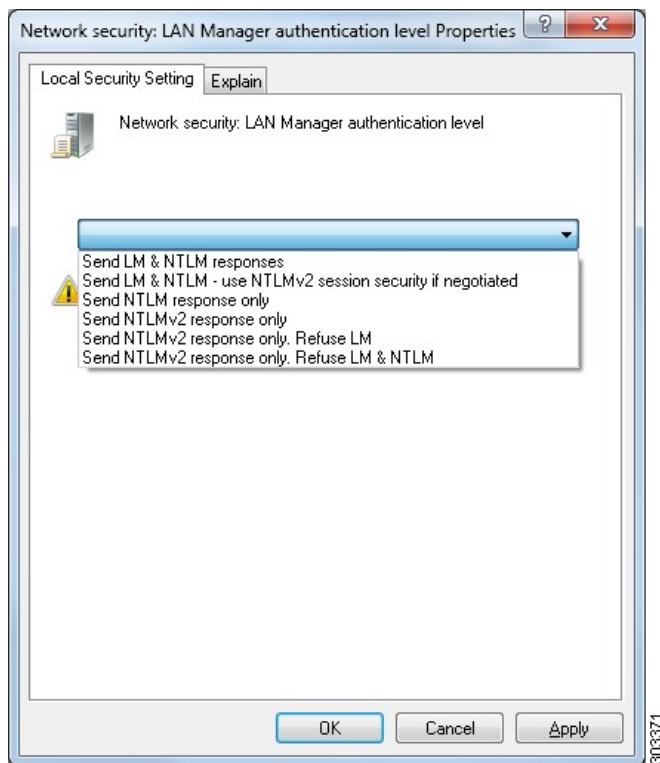 Network security: LAN Manager authentication level Properties
Local Security Setting
Explain
Network security: LAN Manager authentication level
Send LM & NTLM responses
Send LM & NTLM - use NTLMv2 session security if negotiated
Send NTLM response only
Send NTLMv2 response only
Send NTLMv2 response only. Refuse LM
Send NTLMv2 response only. Refuse LM & NTLM
OK
Cancel
Apply
303371